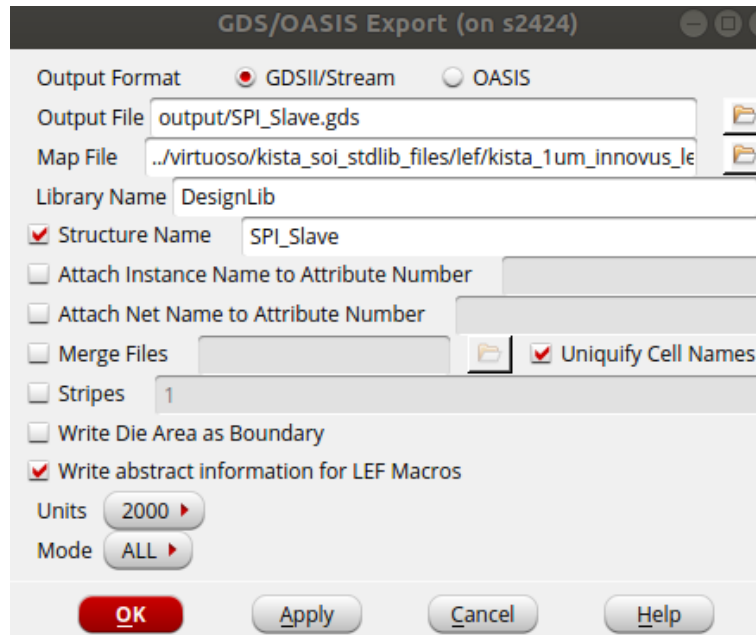 GDS/OASIS Export (on s2424)
Output Format GDSII/Stream OASIS
Output File output/SPI_Slave.gds
Map File ../virtuoso/kista_soi_stdlib_files/lef/kista_1um_innovus_le
Library Name DesignLib
Structure Name SPI_Slave
Attach Instance Name to Attribute Number
Attach Net Name to Attribute Number
Merge Files Uniquify Cell Names
Stripes 1
Write Die Area as Boundary
Write abstract information for LEF Macros
Units 2000
Mode ALL
OK Apply Cancel Help